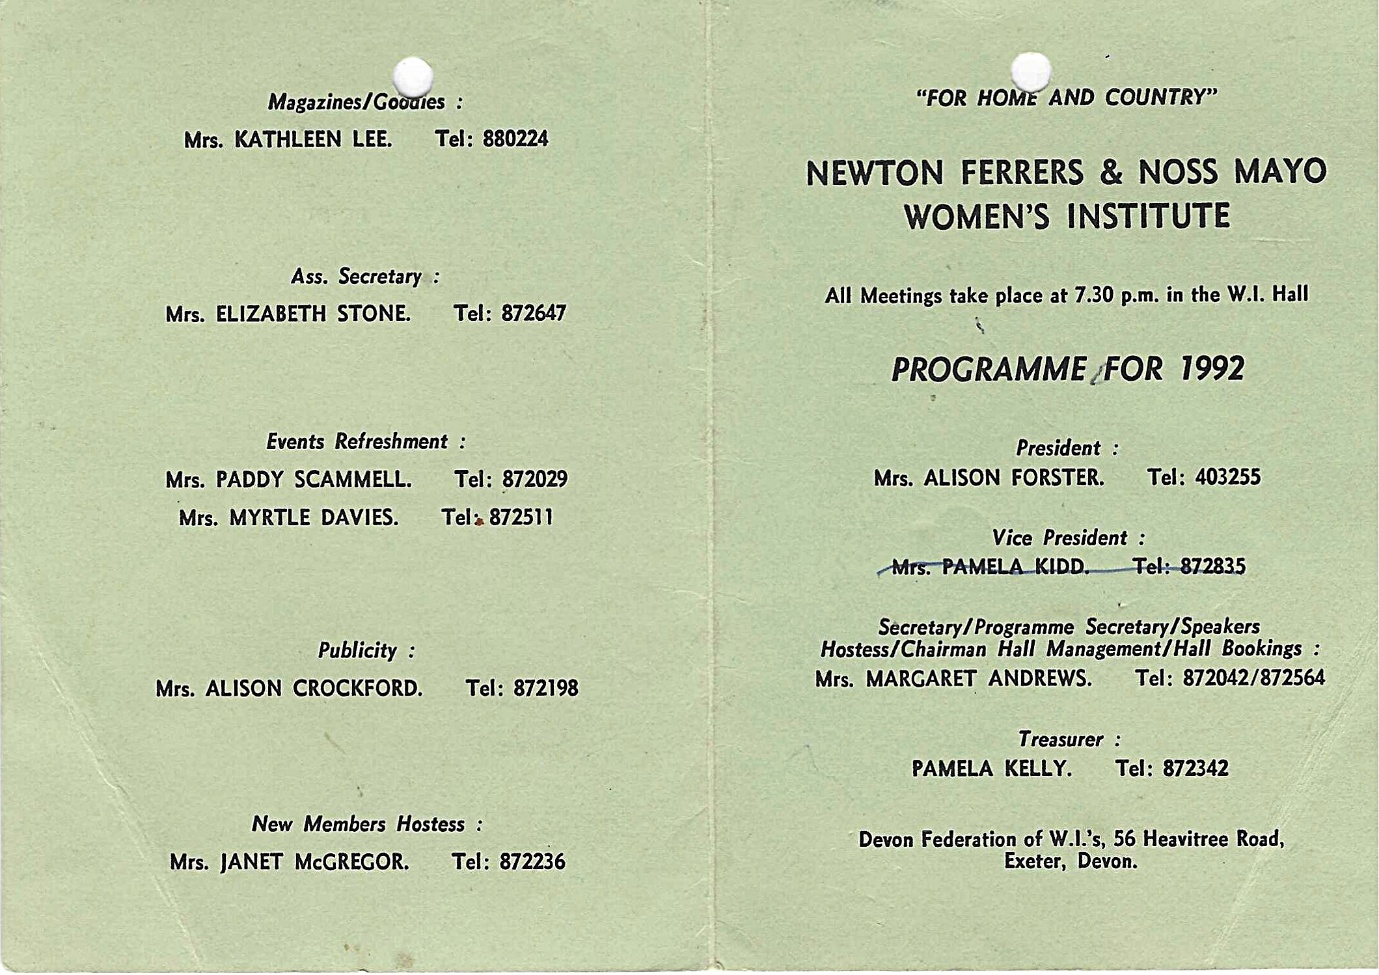 Magazines/Goodies :
Mrs. KATHLEEN LEE. Tel: 880224
Ass. Secretary :
Mrs. ELIZABETH STONE. Tel: 872647
Events Refreshment :
Mrs. PADDY SCAMMELL. Tel: 872029
Mrs. MYRTLE DAVIES. Tel: 872511
Publicity :
Mrs. ALISON CROCKFORD. Tel: 872198
New Members Hostess :
Mrs. JANET McGREGOR. Tel: 872236
“FOR HOME AND COUNTRY”
NEWTON FERRERS & NOSS MAYO
WOMEN'S INSTITUTE
All Meetings take place at 7.30 p.m. in the W.I. Hall
PROGRAMME FOR 1992
President :
Mrs. ALISON FORSTER. Tel: 403255
Vice President :
Mrs. PAMELA KIDD. Tel: 872835
Secretary/Programme Secretary/Speakers
Hostess/Chairman Hall Management/Hall Bookings :
Mrs. MARGARET ANDREWS. Tel: 872042/872564
Treasurer :
PAMELA KELLY. Tel: 872342
Devon Federation of W.I.'s, 56 Heavitree Road,
Exeter, Devon.